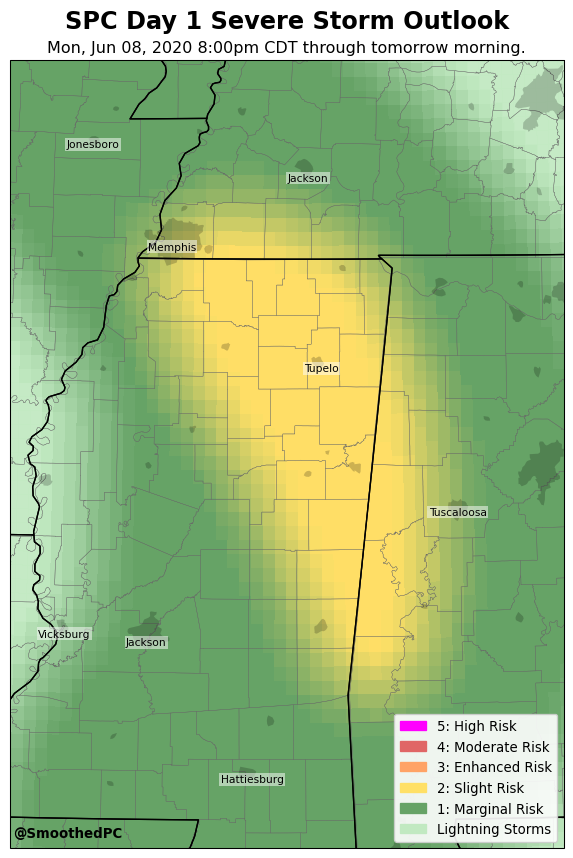 SPC Day 1 Severe Storm Outlook
Mon, Jun 08, 2020 8:00pm CDT through tomorrow morning.
Jonesboro
Jackson
Memphis
Tupelo
Tuscaloosa
Vicksburg
Jackson
Hattiesburg
5: High Risk
4: Moderate Risk
3: Enhanced Risk
2: Slight Risk
1: Marginal Risk
Lightning Storms
@SmoothedPC